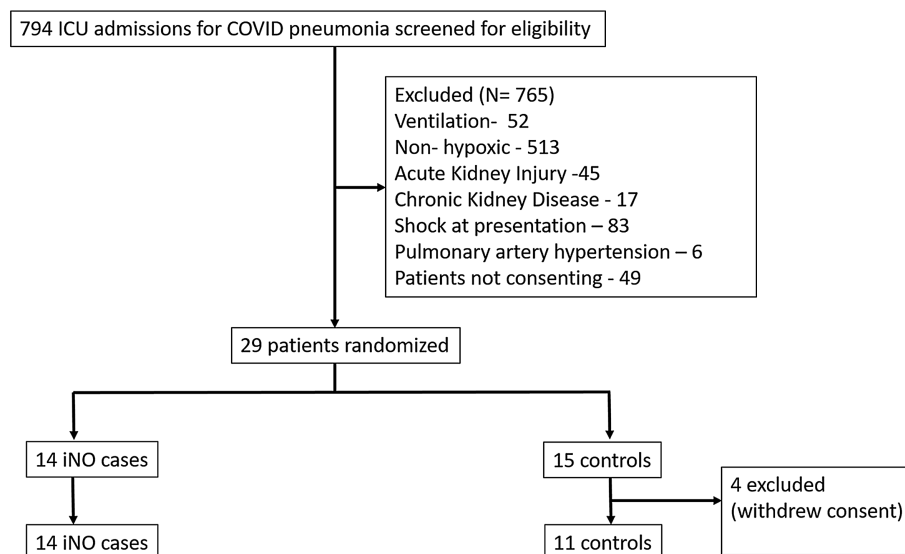 794 ICU admissions for COVID pneumonia screened for eligibility
Excluded (N= 765)
Ventilation-  52
Non- hypoxic - 513
Acute Kidney Injury -45
Chronic Kidney Disease - 17
Shock at presentation – 83
Pulmonary artery hypertension – 6
Patients not consenting - 49
29 patients randomized
14 iNO cases
15 controls
4 excluded
(withdrew consent)
14 iNO cases
11 controls